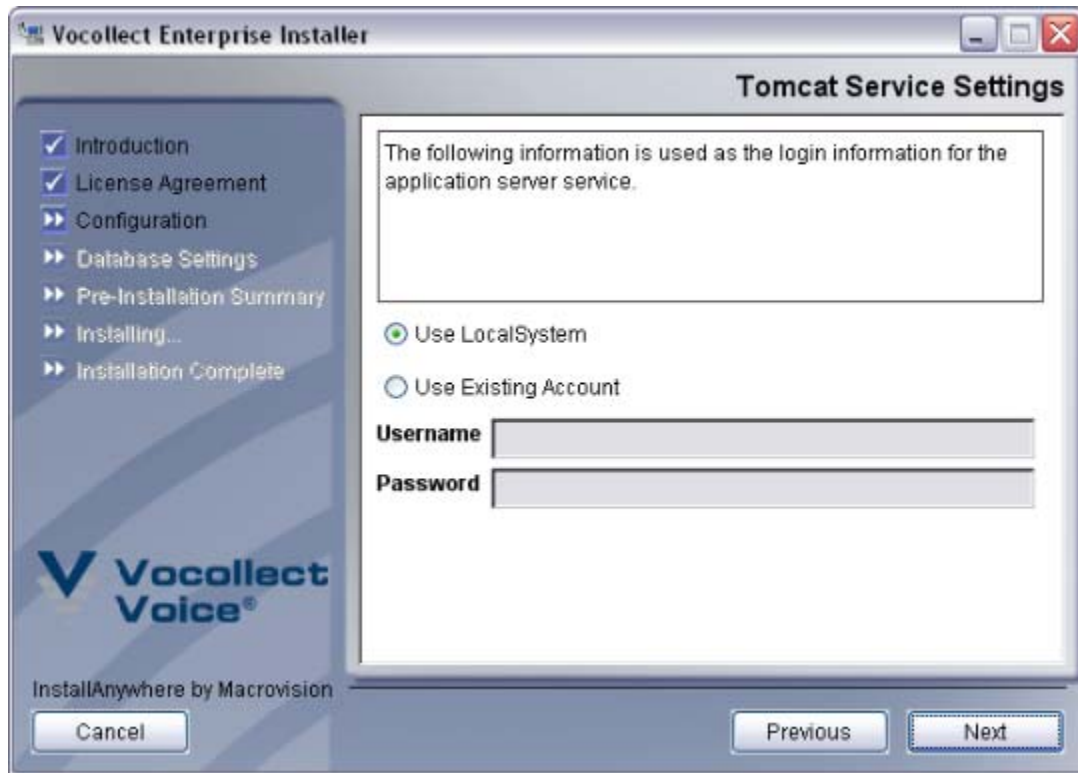 Vocollect Enterprise Installer
Tomcat Service Settings
Introduction
License Agreement
Configuration
Database Settings
Pre-Installation Summary
Installing...
Installation Complete
The following information is used as the login information for the
application server service.
Use LocalSystem
Use Existing Account
Username
Password
Vocollect
Voice®
InstallAnywhere by Macrovision
Cancel
Previous
Next